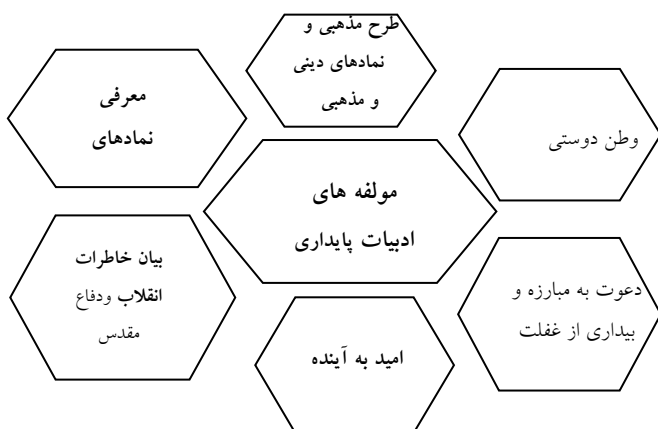 طرح مذهبی و
نمادهای دینی
و مذهبی
معرفی
نمادهای
وطن دوستی
مولفه های
ادبیات پایداری
بیان خاطرات
انقلاب ودفاع
مقدس
دعوت به مبارزه و
بیداری از غفلت
امید به آینده